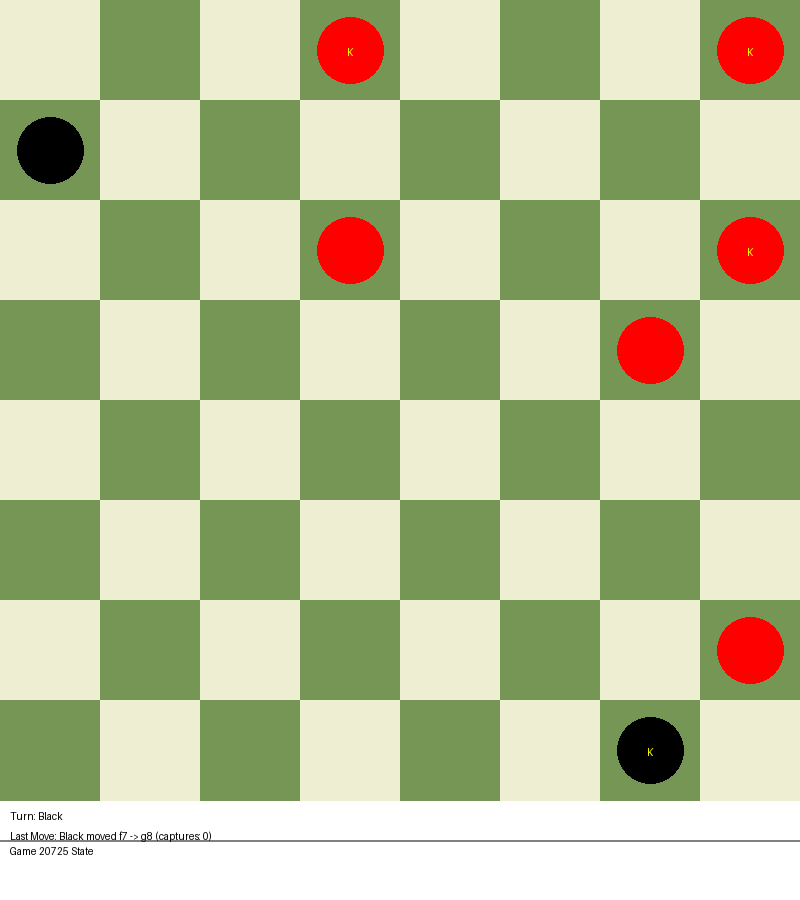 K K
K
K
Turn: Black
Last Move: Black moved f7 -> g8 (captures: 0)
Game 20725 State